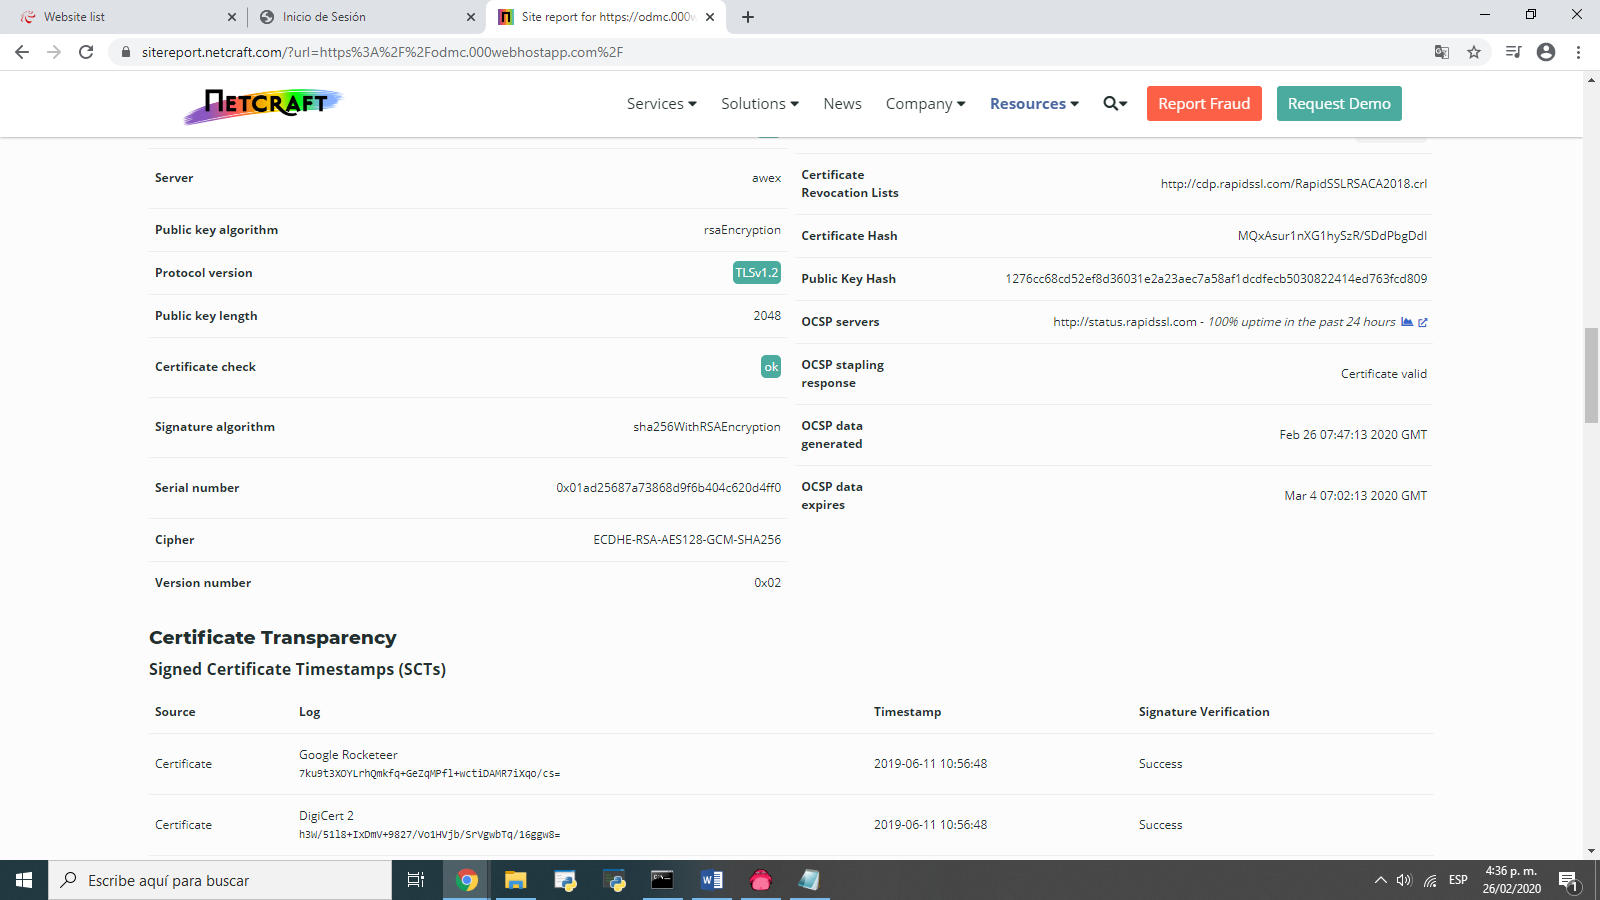 Website list
Inicio de Sesión
Site report for https://odmc.000w
sitereport.netcraft.com/?url=https%3A%2F%2Fodmc.000webhostapp.com%2F
NETCRAFT
Services
Solutions
News
Company
Resources
Report Fraud
Request Demo
Server
awex
Public key algorithm
rsaEncryption
Protocol version
TLSv1.2
Public key length
2048
Certificate check
ok
Signature algorithm
sha256WithRSAEncryption
Serial number
0x01ad25687a73868d9f6b404c620d4ff0
Cipher
ECDHE-RSA-AES128-GCM-SHA256
Version number
0x02
Certificate
Revocation Lists
http://cdp.rapidssl.com/RapidSSLRSACA2018.crl
Certificate Hash
MQxAsur1nXG1hySzR/SDdPbgDdI
Public Key Hash
1276cc68cd52ef8d36031e2a23aec7a58af1dcdfecb5030822414ed763fcd809
OCSP servers
http://status.rapidssl.com - 100% uptime in the past 24 hours
OCSP stapling
response
Certificate valid
OCSP data
generated
Feb 26 07:47:13 2020 GMT
OCSP data
expires
Mar 4 07:02:13 2020 GMT
Certificate Transparency
Signed Certificate Timestamps (SCTs)
Source Log Timestamp Signature Verification
Certificate
Google Rocketeer
7ku9t3XOYLrhQmkfq+GeZqMPfl+wctiDAMR7iXqo/cs=
2019-06-11 10:56:48
Success
Certificate
DigiCert 2
h3W/51l8+IxDmV+9827/Vo1HVjb/SrVgwbTq/16ggw8=
2019-06-11 10:56:48
Success
Escribe aquí para buscar
ESP
4:36 p. m.
26/02/2020
1